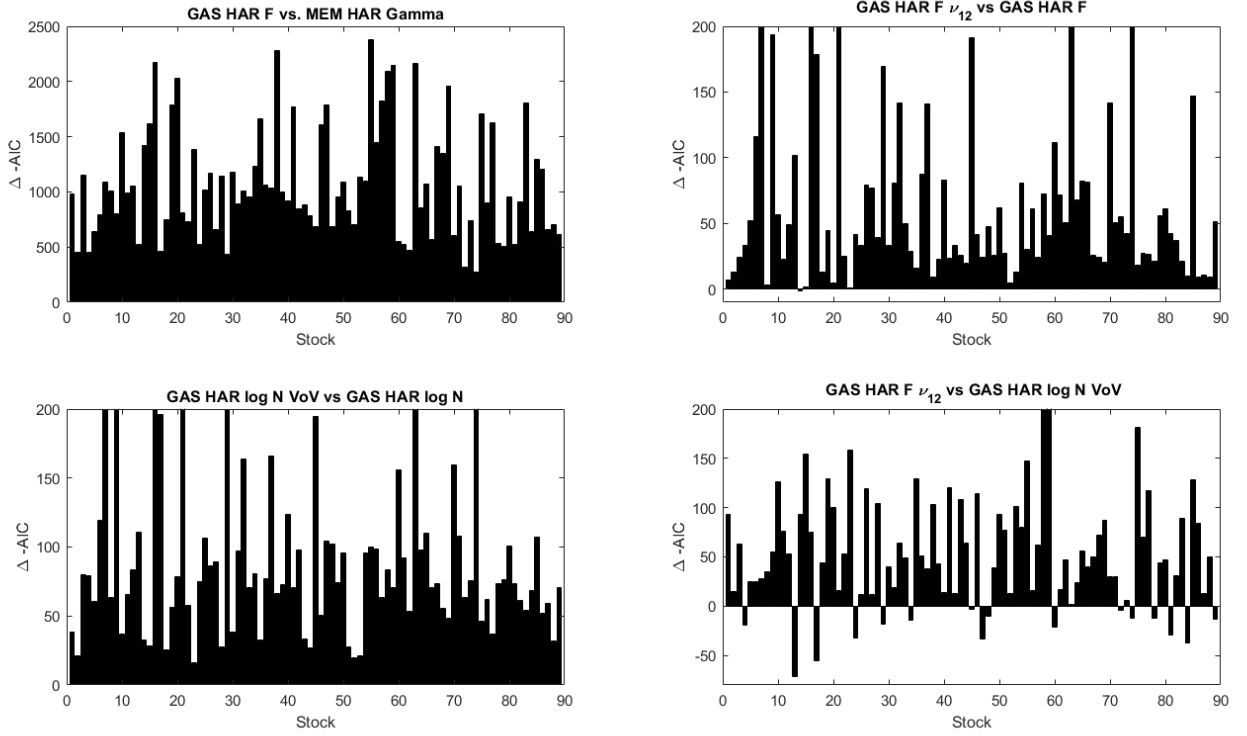 GAS HAR F vs. MEM HAR Gamma
2500
2000
1500
1000
500
0
Δ -AIC
0 10 20 30 40 50 60 70 80 90
Stock
GAS HAR F ν12 vs GAS HAR F
200
150
100
50
0
Δ -AIC
0 10 20 30 40 50 60 70 80 90
Stock
GAS HAR log N VoV vs GAS HAR log N
200
150
100
50
0
Δ -AIC
0 10 20 30 40 50 60 70 80 90
Stock
GAS HAR F ν12 vs GAS HAR log N VoV
200
150
100
50
0
-50
Δ -AIC
0 10 20 30 40 50 60 70 80 90
Stock